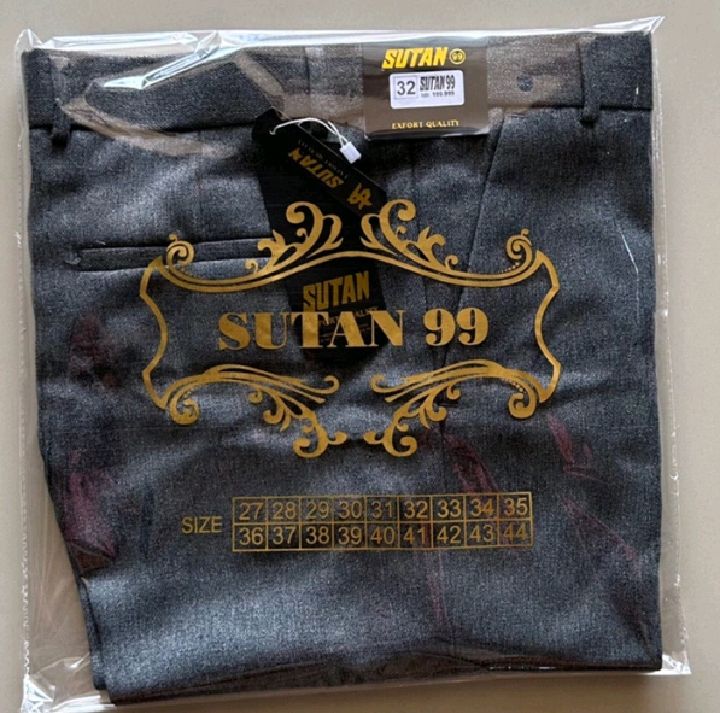 SUTAN 99
32 SUTAN 99
EXPORT QUALITY
SUTAN
SUTAN
SUTAN 99
SIZE
27 28 29 30 31 32 33 34 35
36 37 38 39 40 41 42 43 44